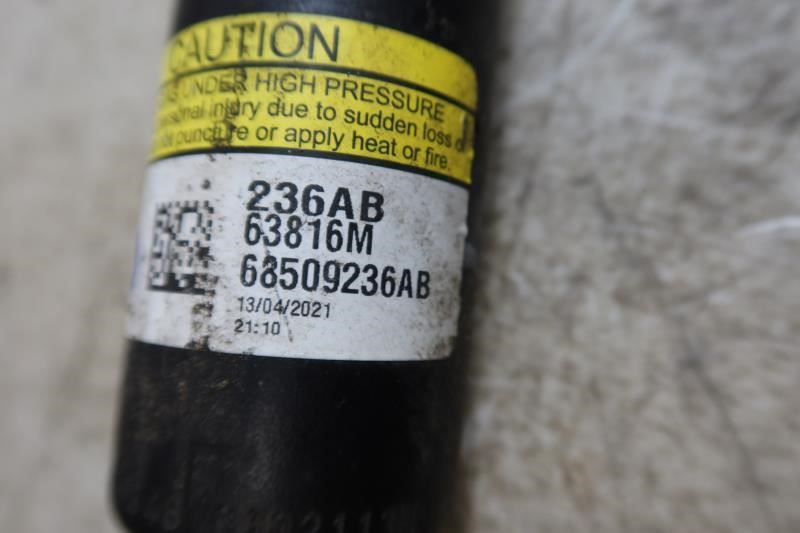 CAUTION
UNDER HIGH PRESSURE
injury due to sudden loss
puncture or apply heat or fire.
236AB
63816M
68509236AB
13/04/2021
21:10